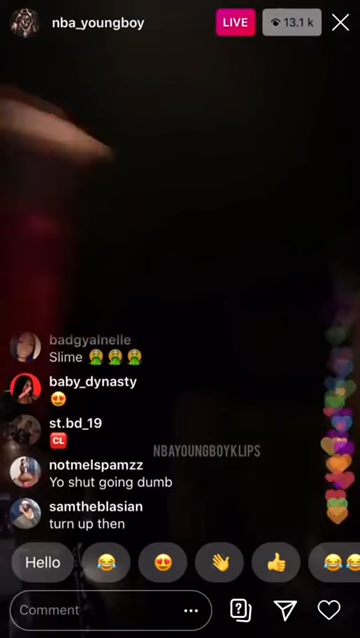 nba_youngboy LIVE 13.1 k
badgyalnelle
Slime 🤮🤮🤮
baby_dynasty
😍
st.bd_19
🆑
NBAYOUNGBOYKLIPS
notmelspamzz
Yo shut going dumb
samtheblasian
turn up then
Hello 😂 😍 👋 👍 😂😂
Comment